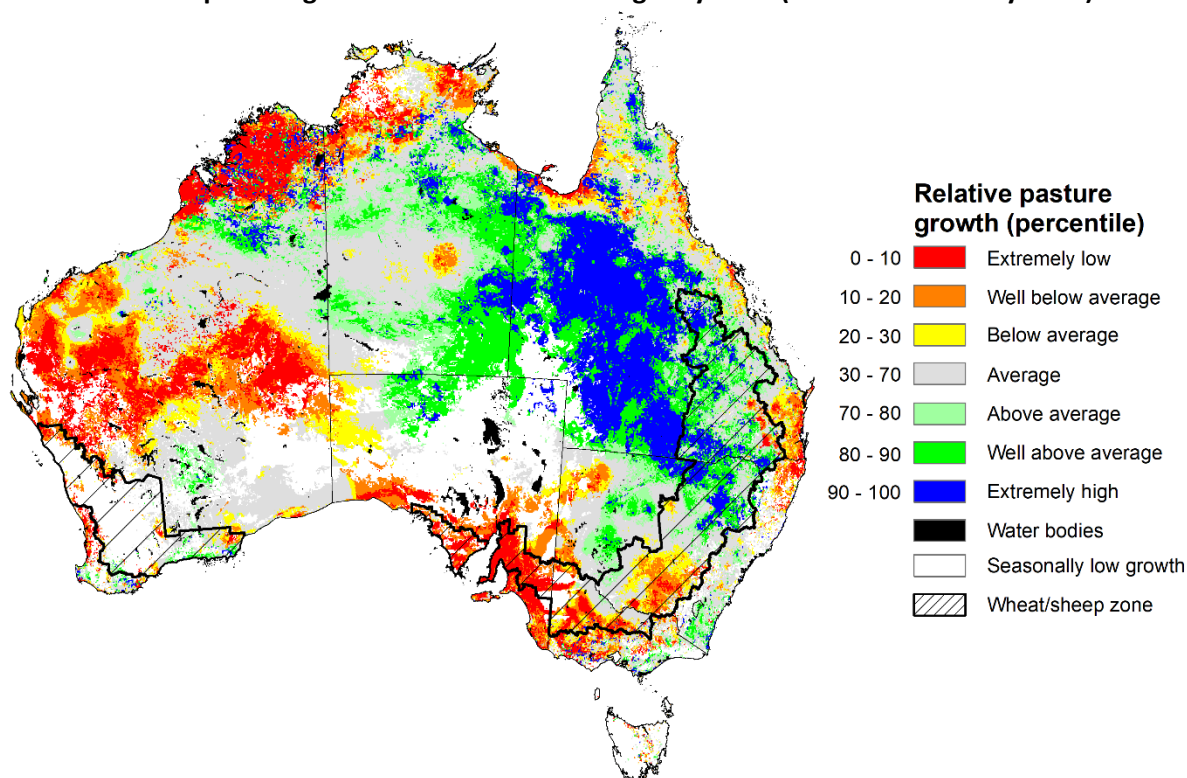 Relative pasture
growth (percentile)
0 - 10 Extremely low
10 - 20 Well below average
20 - 30 Below average
30 - 70 Average
70 - 80 Above average
80 - 90 Well above average
90 - 100 Extremely high
Water bodies
Seasonally low growth
Wheat/sheep zone